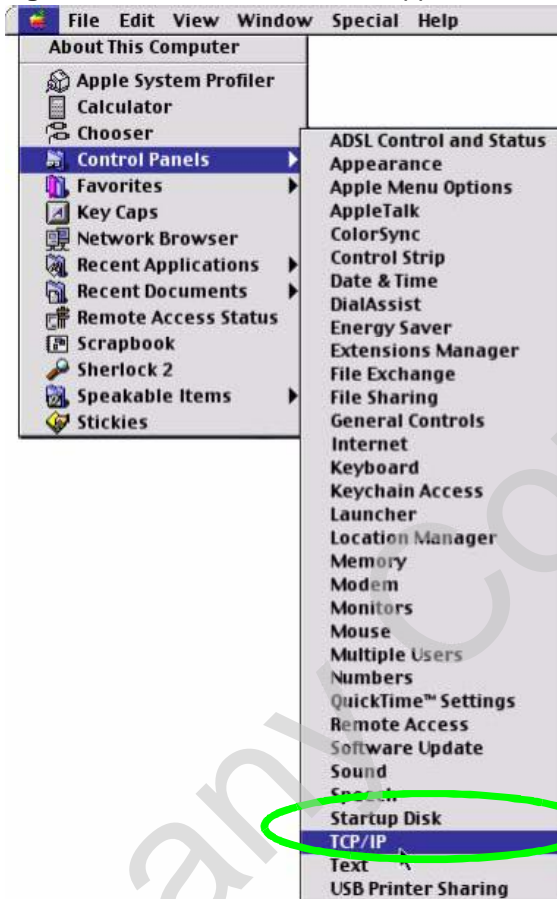 File Edit View Window Special Help
About This Computer
Apple System Profiler
Calculator
Chooser
Control Panels
Favorites
Key Caps
Network Browser
Recent Applications
Recent Documents
Remote Access Status
Scrapbook
Sherlock 2
Speakable Items
Stickies
ADSL Control and Status
Appearance
Apple Menu Options
AppleTalk
ColorSync
Control Strip
Date & Time
DialAssist
Energy Saver
Extensions Manager
File Exchange
File Sharing
General Controls
Internet
Keyboard
Keychain Access
Launcher
Location Manager
Memory
Modem
Monitors
Mouse
Multiple Users
Numbers
QuickTime™ Settings
Remote Access
Software Update
Sound
Speech
Startup Disk
TCP/IP
Text
USB Printer Sharing